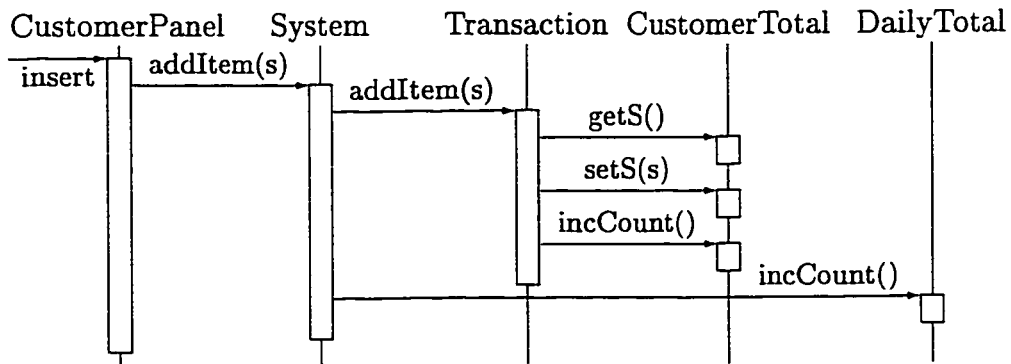 CustomerPanel System Transaction CustomerTotal DailyTotal
insert
addItem(s)
addItem(s)
getS()
setS(s)
incCount()
incCount()